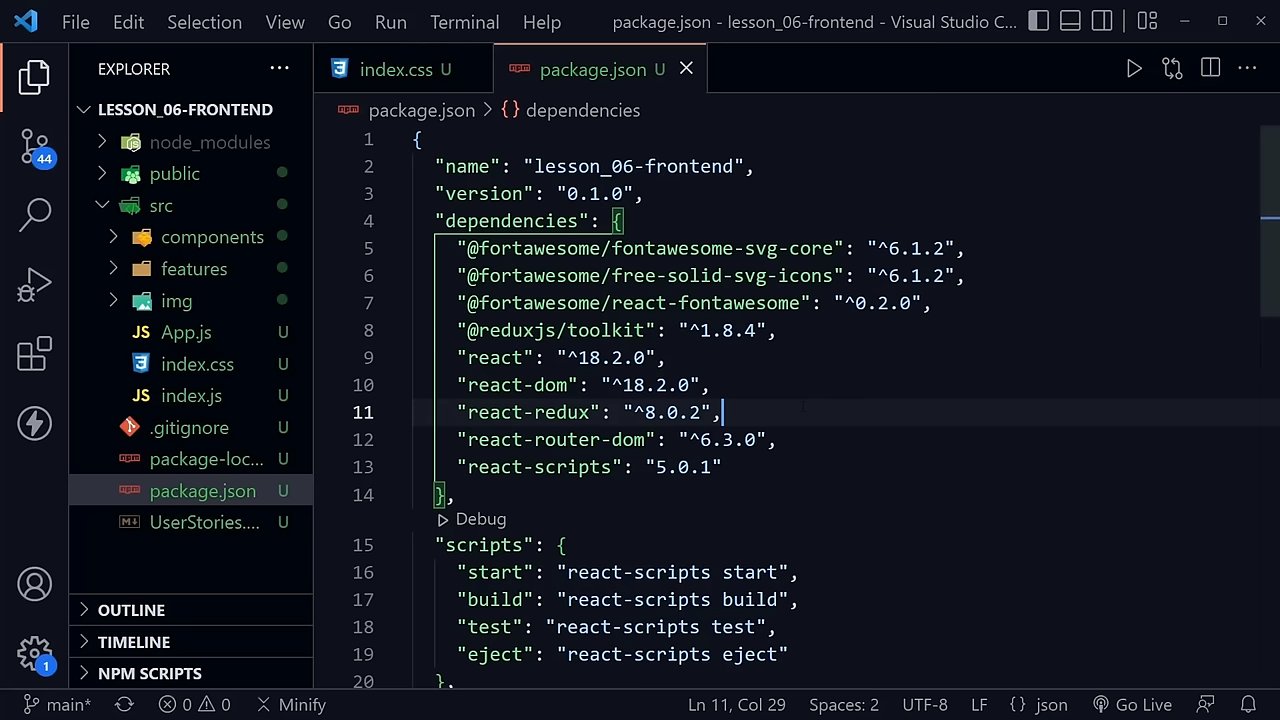 File Edit Selection View Go Run Terminal Help package.json - lesson_06-frontend - Visual Studio C...
EXPLORER
LESSON_06-FRONTEND
node_modules
public
src
components
features
img
JS App.js U
index.css U
JS index.js U
.gitignore U
package-loc... U
package.json U
UserStories.... U
OUTLINE
TIMELINE
NPM SCRIPTS
44
1
index.css U package.json U
package.json > {} dependencies
1 {
2 "name": "lesson_06-frontend",
3 "version": "0.1.0",
4 "dependencies": {
5 "@fortawesome/fontawesome-svg-core": "^6.1.2",
6 "@fortawesome/free-solid-svg-icons": "^6.1.2",
7 "@fortawesome/react-fontawesome": "^0.2.0",
8 "@reduxjs/toolkit": "^1.8.4",
9 "react": "^18.2.0",
10 "react-dom": "^18.2.0",
11 "react-redux": "^8.0.2",
12 "react-router-dom": "^6.3.0",
13 "react-scripts": "5.0.1"
14 },
Debug
15 "scripts": {
16 "start": "react-scripts start",
17 "build": "react-scripts build",
18 "test": "react-scripts test",
19 "eject": "react-scripts eject"
20 },
main* 0 0 Minify Ln 11, Col 29 Spaces: 2 UTF-8 LF {} json Go Live